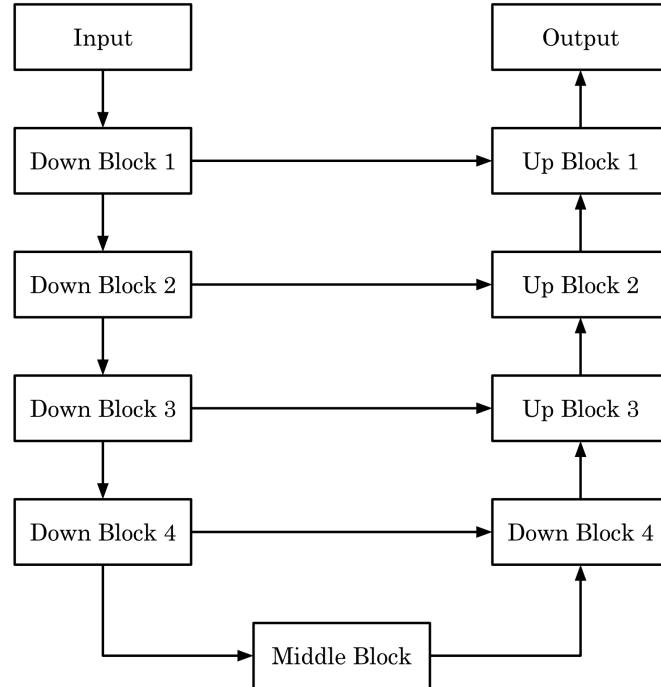 Input
Output
Down Block 1
Up Block 1
Down Block 2
Up Block 2
Down Block 3
Up Block 3
Down Block 4
Down Block 4
Middle Block